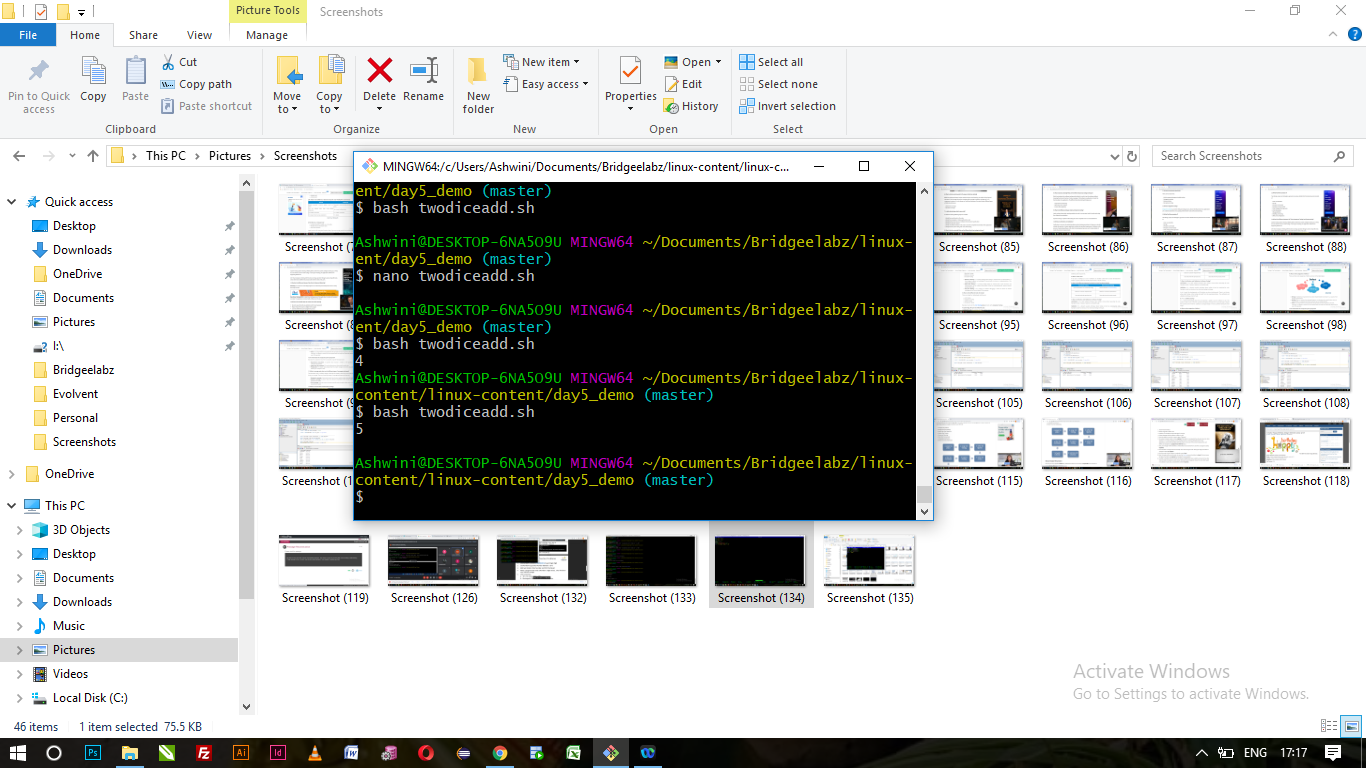 Picture Tools
Screenshots
File
Home
Share
View
Manage
Pin to Quick access
Copy
Paste
Cut
Copy path
Paste shortcut
Clipboard
Move to
Copy to
Delete
Rename
Organize
New folder
New item
Easy access
New
Properties
Open
Edit
History
Open
Select all
Select none
Invert selection
Select
This PC
Pictures
Screenshots
Search Screenshots
Quick access
Desktop
Downloads
OneDrive
Documents
Pictures
I:\
Bridgeelabz
Evolvent
Personal
Screenshots
OneDrive
This PC
3D Objects
Desktop
Documents
Downloads
Music
Pictures
Videos
Local Disk (C:)
MINGW64:/c/Users/Ashwini/Documents/Bridgeelabz/linux-content/linux-c...
ent/day5_demo (master)
$ bash twodiceadd.sh
Ashwini@DESKTOP-6NA5O9U MINGW64 ~/Documents/Bridgeelabz/linux-
ent/day5_demo (master)
$ nano twodiceadd.sh
Ashwini@DESKTOP-6NA5O9U MINGW64 ~/Documents/Bridgeelabz/linux-
ent/day5_demo (master)
$ bash twodiceadd.sh
4
Ashwini@DESKTOP-6NA5O9U MINGW64 ~/Documents/Bridgeelabz/linux-
content/linux-content/day5_demo (master)
$ bash twodiceadd.sh
5
Ashwini@DESKTOP-6NA5O9U MINGW64 ~/Documents/Bridgeelabz/linux-
content/linux-content/day5_demo (master)
$
Screenshot (85)
Screenshot (86)
Screenshot (87)
Screenshot (88)
Screenshot (95)
Screenshot (96)
Screenshot (97)
Screenshot (98)
Screenshot (105)
Screenshot (106)
Screenshot (107)
Screenshot (108)
Screenshot (115)
Screenshot (116)
Screenshot (117)
Screenshot (118)
Screenshot (119)
Screenshot (126)
Screenshot (132)
Screenshot (133)
Screenshot (134)
Screenshot (135)
Activate Windows
Go to Settings to activate Windows.
46 items
1 item selected 75.5 KB
ENG
17:17